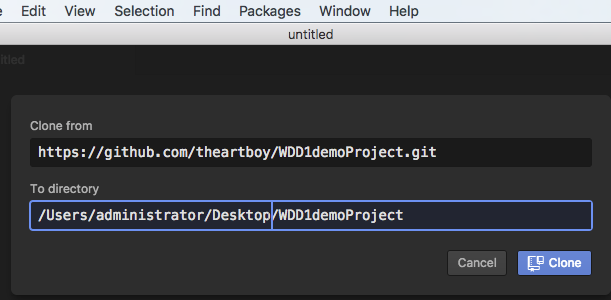 Edit View Selection Find Packages Window Help
untitled
Clone from
https://github.com/theartboy/WDD1demoProject.git
To directory
/Users/administrator/Desktop/WDD1demoProject
Cancel Clone